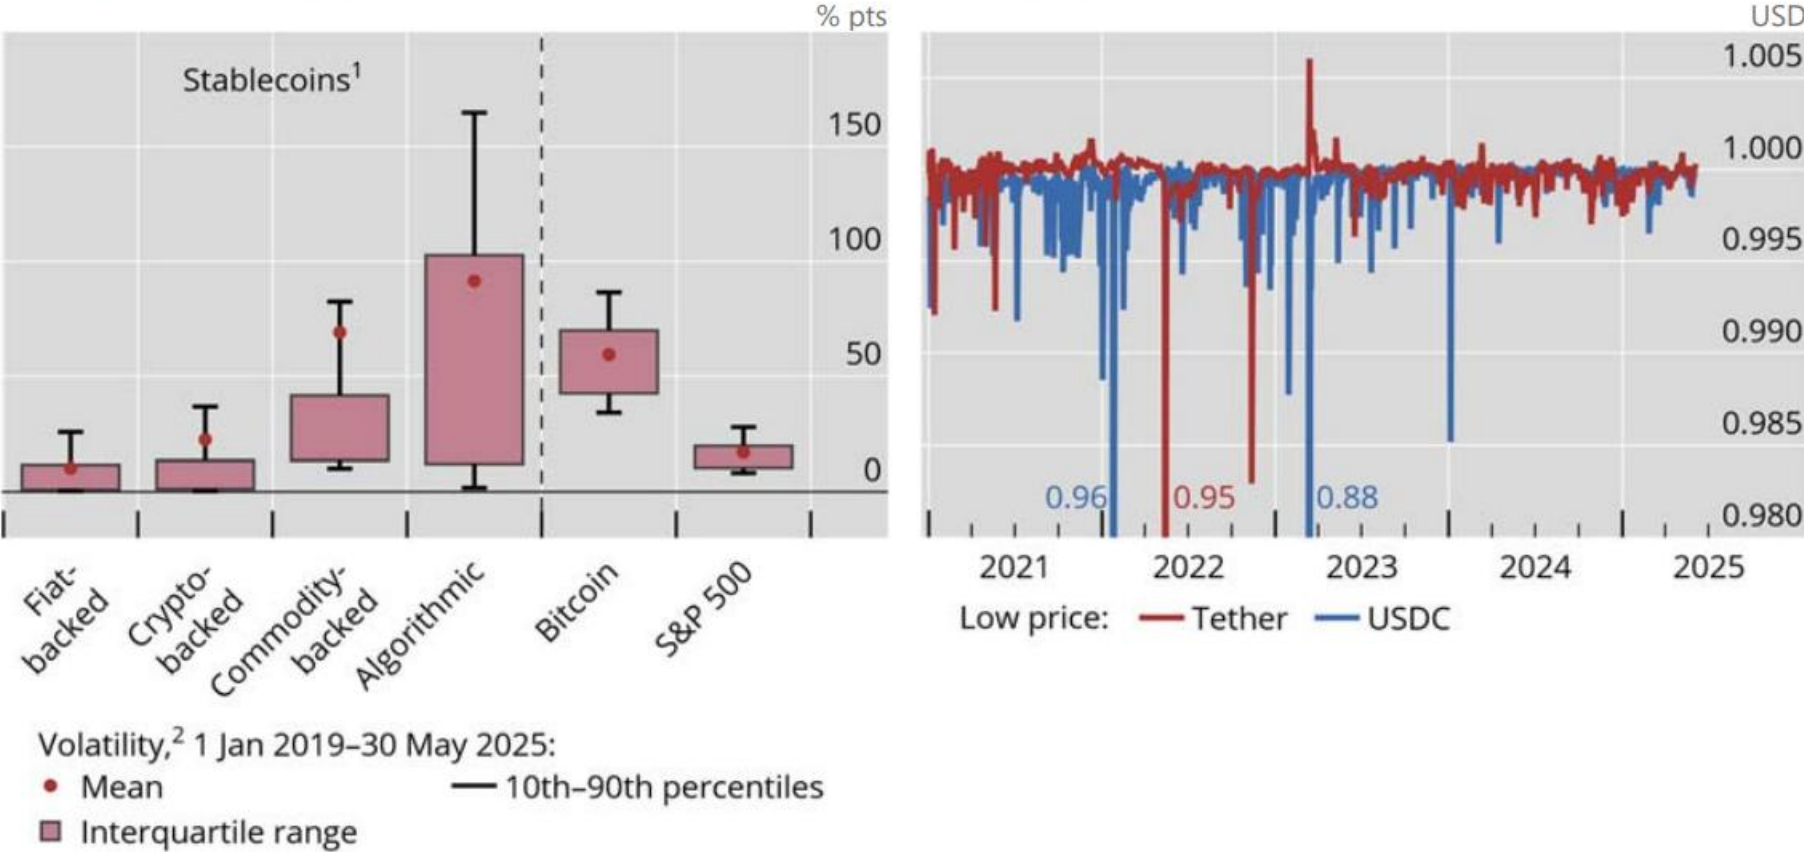 % pts
Stablecoins1
150
100
50
0
Fiat-
backed
Crypto-
backed
Commodity-
backed
Algorithmic
Bitcoin
S&P 500
Volatility,2 1 Jan 2019–30 May 2025:
Mean
10th–90th percentiles
Interquartile range
USD
1.005
1.000
0.995
0.990
0.985
0.980
0.96
0.95
0.88
2021 2022 2023 2024 2025
Low price: Tether USDC